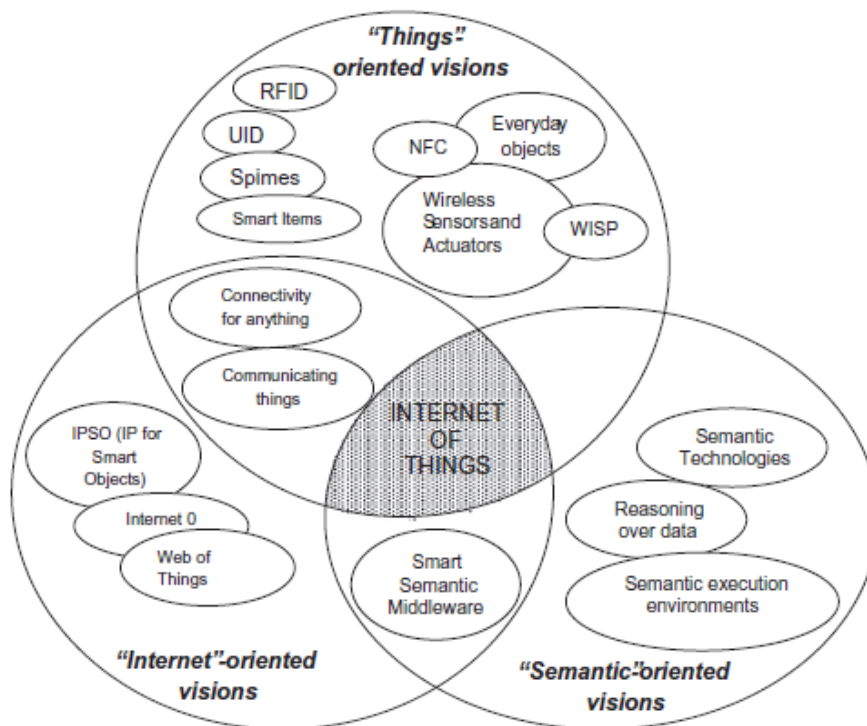 “Things”-
oriented visions
RFID
UID
Spimes
Smart Items
Everyday
objects
NFC
Wireless
Sensors and
Actuators
WISP
Connectivity
for anything
Communicating
things
INTERNET
OF
THINGS
IPSO (IP for
Smart
Objects)
Internet 0
Web of
Things
Semantic
Technologies
Reasoning
over data
Semantic execution
environments
Smart
Semantic
Middleware
“Internet”-oriented
visions
“Semantic”-oriented
visions